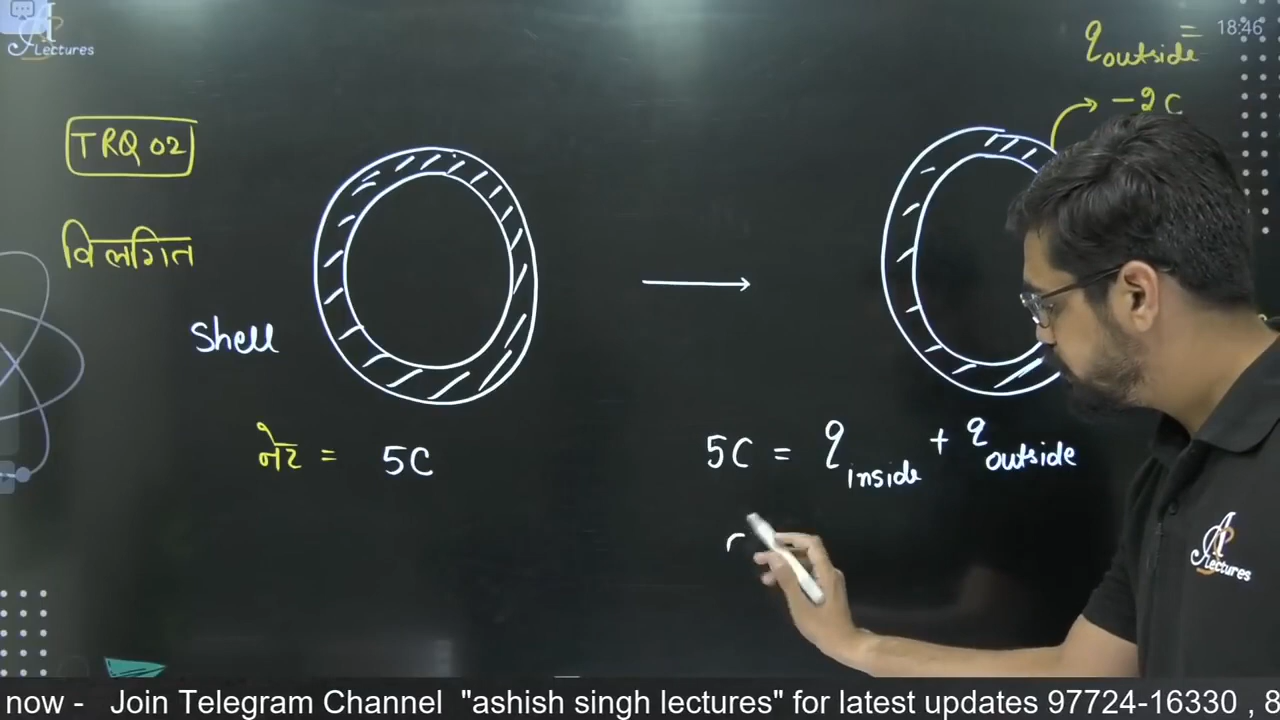 Lectures
18:46
q outside =
-2C
TRQ 02
विलगित
Shell
नेट = 5C
5C = q inside + q outside
Lectures
now - Join Telegram Channel "ashish singh lectures" for latest updates 97724-16330 , 8